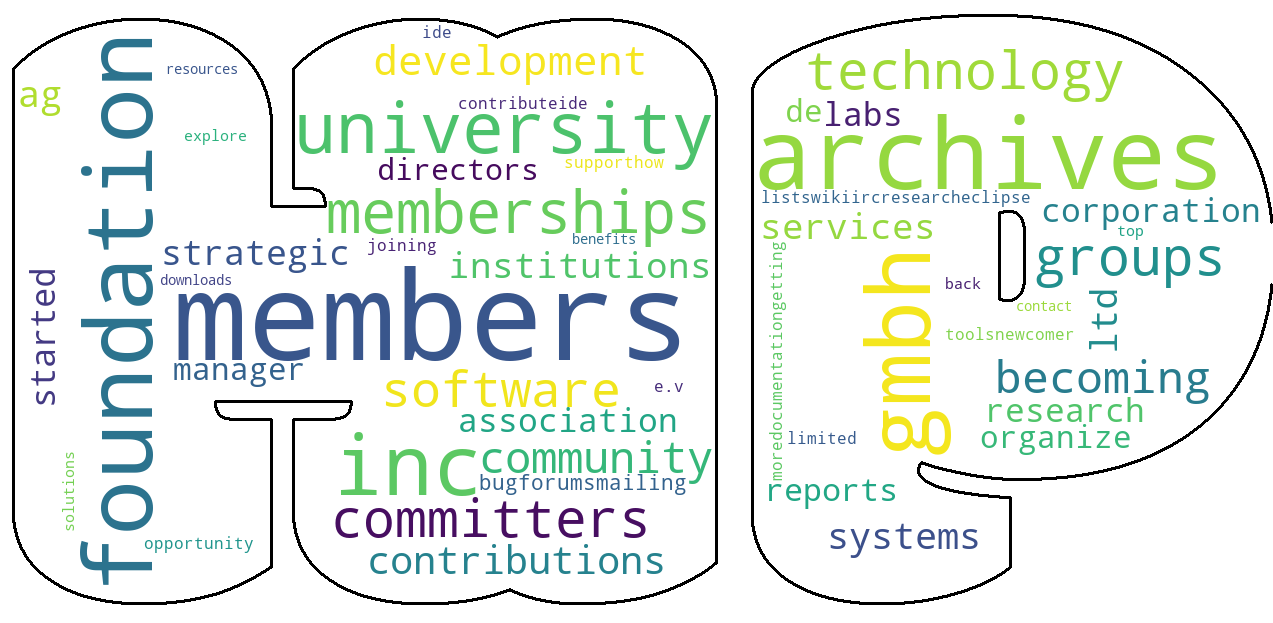 ide
development
resources
ag
contributeide
explore
university
directors
supporthow
memberships
foundation
strategic
joining
benefits
institutions
downloads
members
started
manager
software
e.v
association
inc
community
bugforumsmailing
solutions
committers
opportunity
contributions
technology
de
labs
archives
listswikiircresearcheclipse
corporation
services
top
groups
gmbh
back
contact
ltd
toolsnewcomer
moredocumentationgetting
becoming
research
limited
organize
reports
systems